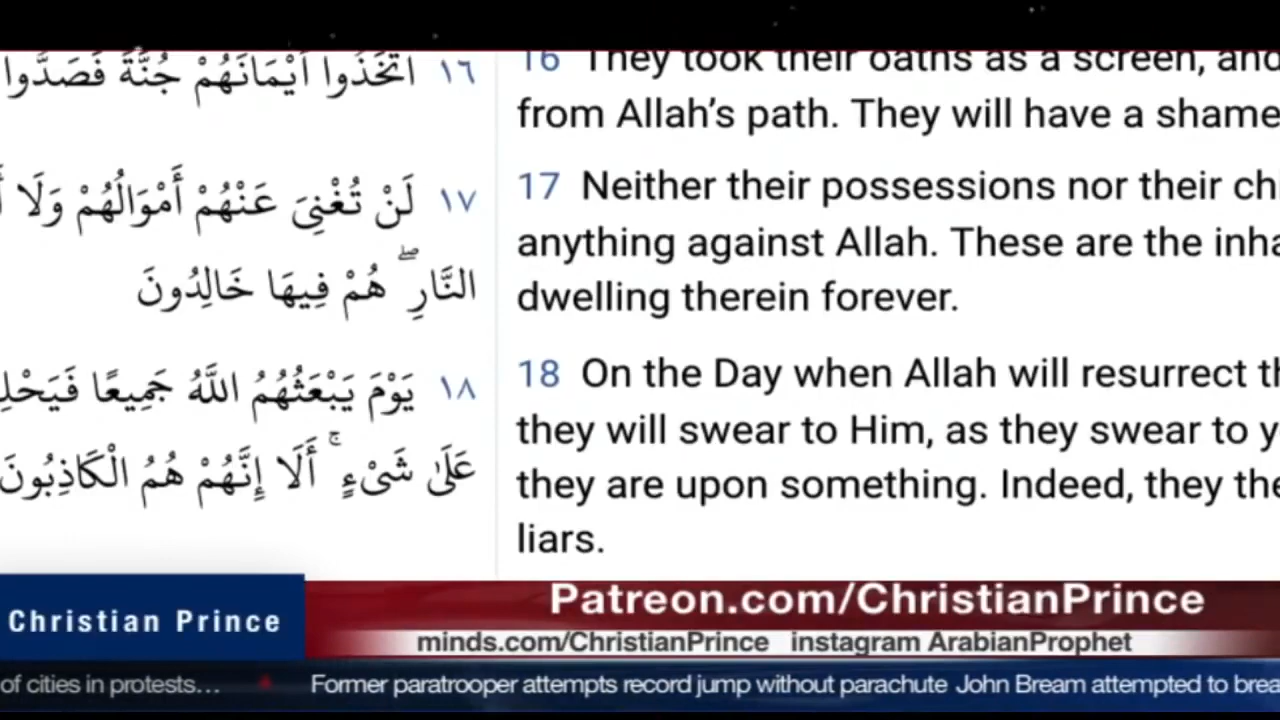 ١٦ اتَّخَذُوا أَيْمَانَهُمْ جُنَّةً فَصَدُّوا
١٧ لَنْ تُغْنِىَ عَنْهُمْ أَمْوَالُهُمْ وَلَا
النَّارِ ۖ هُمْ فِيهَا خَالِدُونَ
١٨ يَوْمَ يَبْعَثُهُمُ اللَّهُ جَمِيعًا
عَلَىٰ شَىْءٍ ۚ أَلَا إِنَّهُمْ هُمُ الْكَاذِبُونَ
16 They took their oaths as a screen, and
from Allah's path. They will have a shame
17 Neither their possessions nor their
anything against Allah. These are the
dwelling therein forever.
18 On the Day when Allah will resurrect
they will swear to Him, as they swear to
they are upon something. Indeed, they
liars.
Christian Prince
Patreon.com/ChristianPrince
minds.com/ChristianPrince instagram ArabianProphet
of cities in protests... Former paratrooper attempts record jump without parachute John Bream attempted to